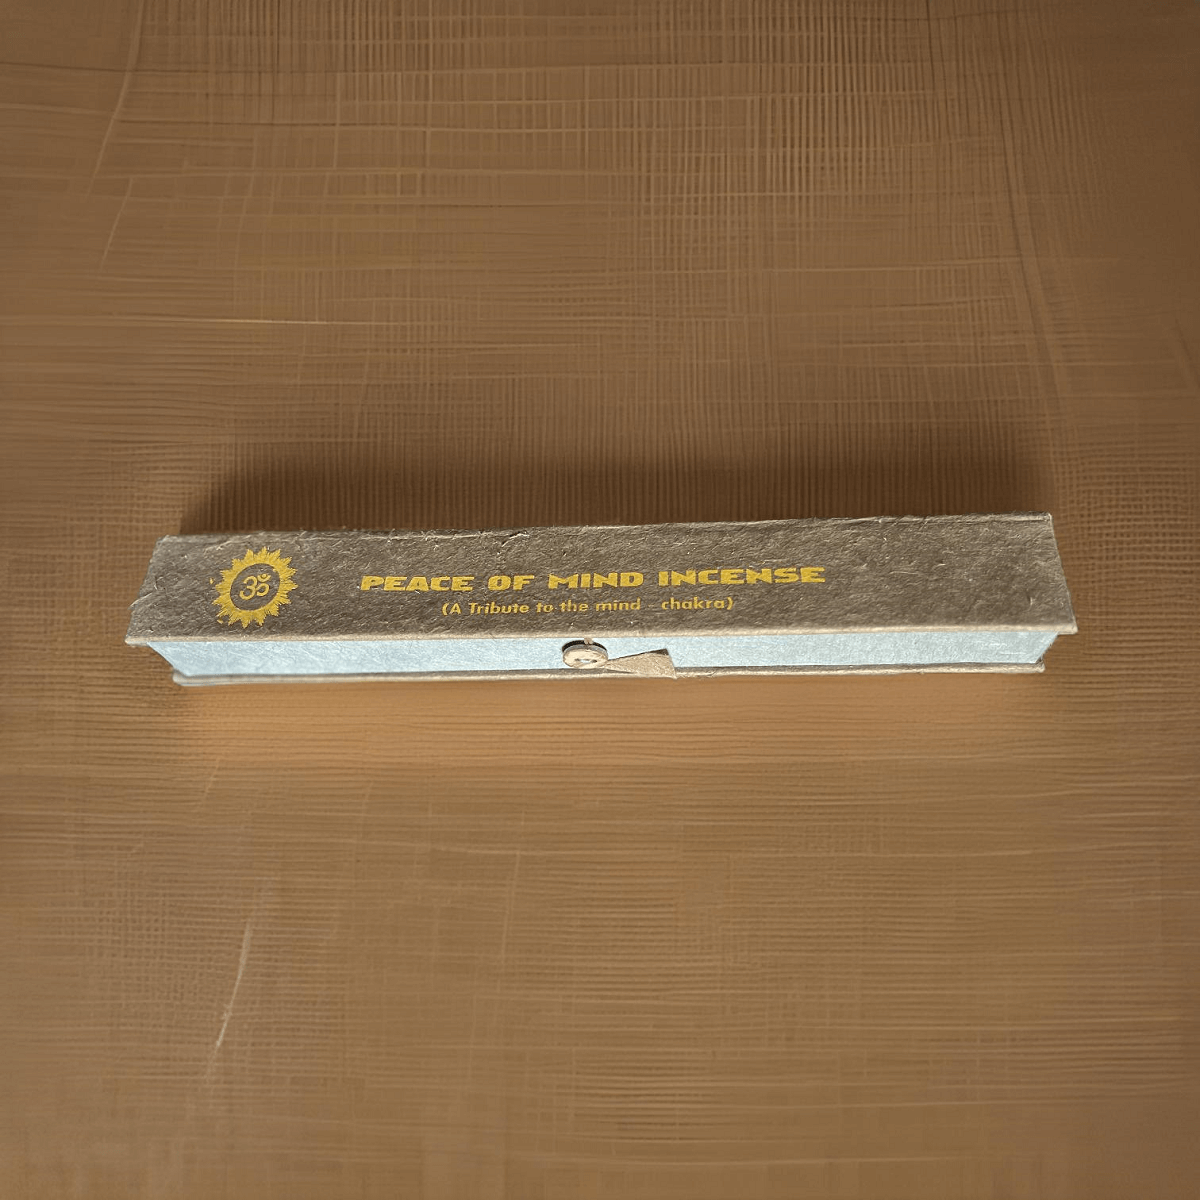 ॐ
PEACE OF MIND INCENSE
(A Tribute to the mind - chakra)